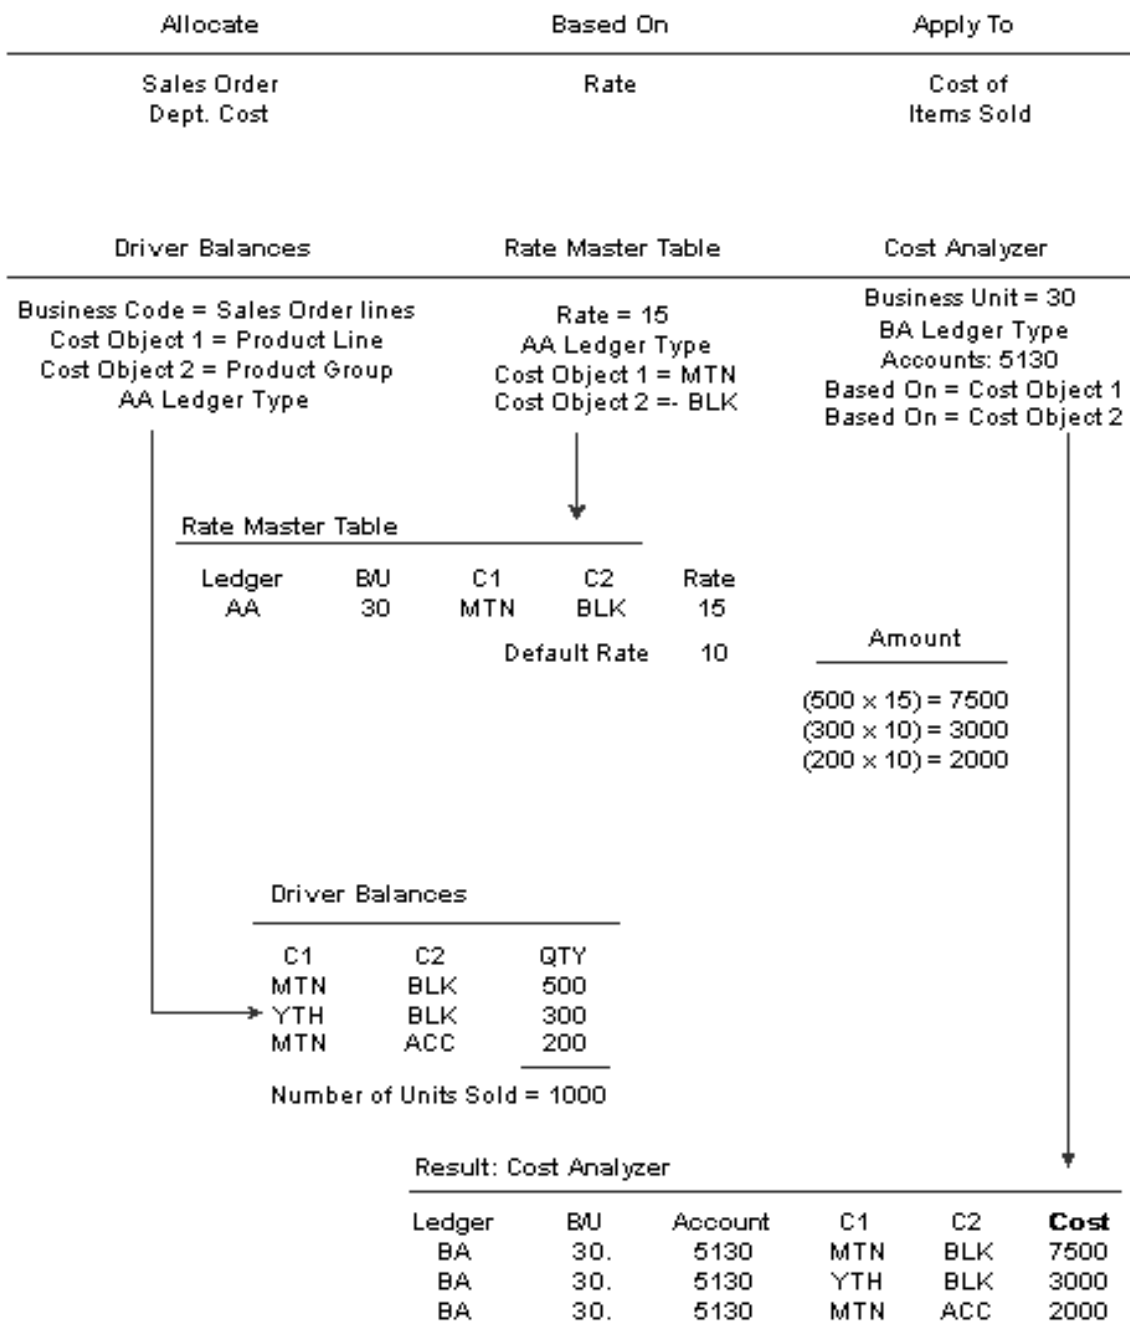 Allocate Based On Apply To
Sales Order Rate Cost of
Dept. Cost Items Sold
Driver Balances Rate Master Table Cost Analyzer
Business Code = Sales Order lines
Cost Object 1 = Product Line
Cost Object 2 = Product Group
AA Ledger Type
Rate = 15
AA Ledger Type
Cost Object 1 = MTN
Cost Object 2 =- BLK
Business Unit = 30
BA Ledger Type
Accounts: 5130
Based On = Cost Object 1
Based On = Cost Object 2
Rate Master Table
Ledger B/U C1 C2 Rate
AA 30 MTN BLK 15
Default Rate 10
Amount
(500 x 15) = 7500
(300 x 10) = 3000
(200 x 10) = 2000
Driver Balances
C1 C2 QTY
MTN BLK 500
YTH BLK 300
MTN ACC 200
Number of Units Sold = 1000
Result: Cost Analyzer
Ledger B/U Account C1 C2 Cost
BA 30. 5130 MTN BLK 7500
BA 30. 5130 YTH BLK 3000
BA 30. 5130 MTN ACC 2000